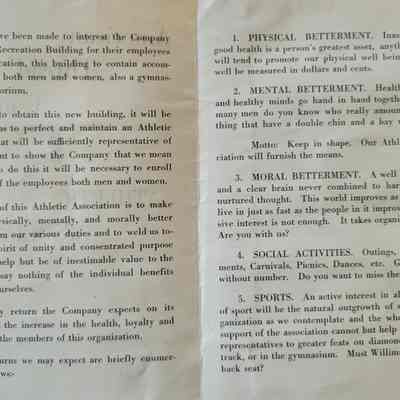 ve been made to interest the Company
Recreation Building for their employees
cation, this building to contain accom-
both men and women, also a gymnas-
orium.
to obtain this new building, it will be
us to perfect and maintain an Athletic
at will be sufficiently representative of
nt to show the Company that we mean
o do this it will be necessary to enroll
f the employees both men and women.
of this Athletic Association is to make
ysically, mentally, and morally better
om our various duties and to weld us to-
pirit of unity and consentrated purpose
help but be of inestimable value to the
say nothing of the individual benefits
urselves.
y return the Company expects on its
the increase in the health, loyalty and
the members of this organization.
urns we may expect are briefly enumer-
ws:-
1. PHYSICAL BETTERMENT. Inas
good health is a person's greatest asset, anyt
will tend to promote our physical well bein
well be measured in dollars and cents.
2. MENTAL BETTERMENT. Health
and healthy minds go hand in hand togeth
many men do you know who really amoun
thing that have a double chin and a bay w
Motto: Keep in shape. Our Athl
ciation will furnish the means.
3. MORAL BETTERMENT. A well
and a clear brain never combined to har
nurtured thought. This world improves as
live in just as fast as the people in it improv
sive interest is not enough. It takes organi
Are you with us?
4. SOCIAL ACTIVITIES. Outings,
ments, Carnivals, Picnics, Dances, etc. G
without number. Do you want to miss the
5. SPORTS. An active interest in al
of sport will be the natural outgrowth of s
ganization as we contemplate and the who
support of the association cannot but help
representatives to greater feats on diamon
track, or in the gymnasium. Must Willim
back seat?